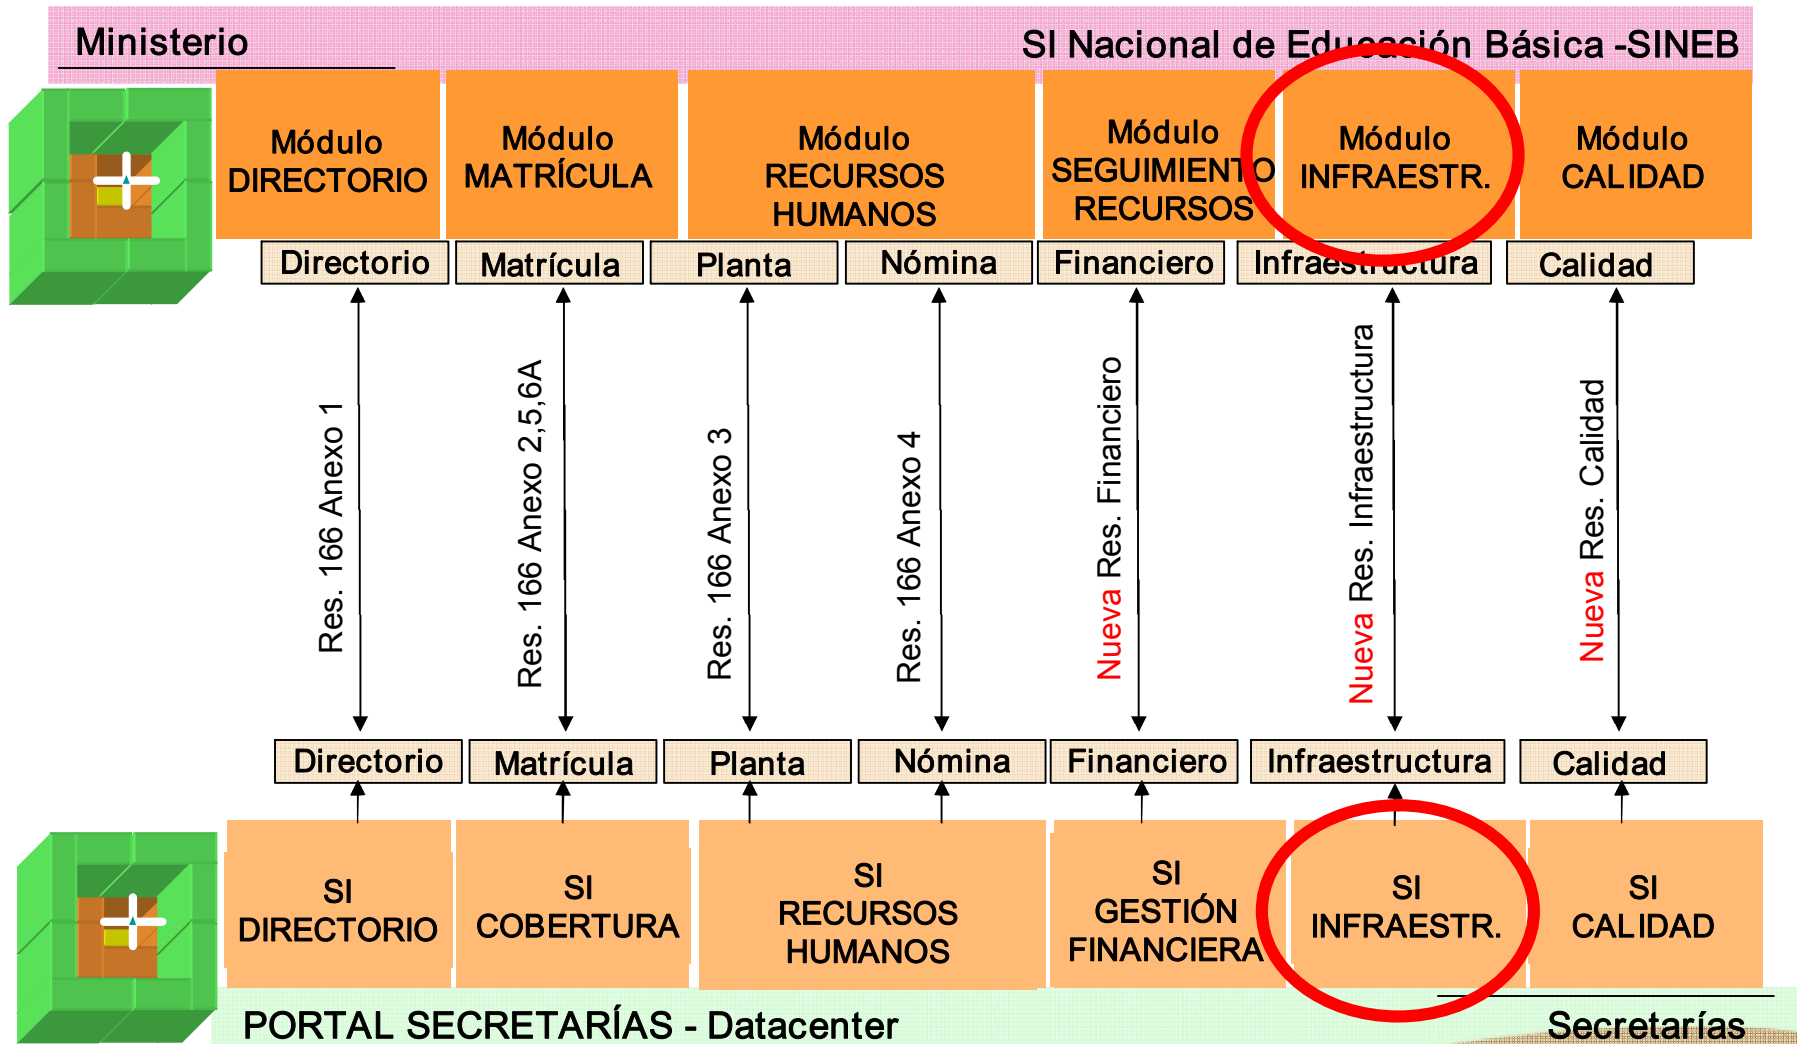 Ministerio
SI Nacional de Educación Básica -SINEB
Módulo
DIRECTORIO
Módulo
MATRÍCULA
Módulo
RECURSOS
HUMANOS
Módulo
SEGUIMIENTO
RECURSOS
Módulo
INFRAESTR.
Módulo
CALIDAD
Directorio
Matrícula
Planta
Nómina
Financiero
Infraestructura
Calidad
Res. 166 Anexo 1
Res. 166 Anexo 2,5,6A
Res. 166 Anexo 3
Res. 166 Anexo 4
Nueva Res. Financiero
Nueva Res. Infraestructura
Nueva Res. Calidad
Directorio
Matrícula
Planta
Nómina
Financiero
Infraestructura
Calidad
SI
DIRECTORIO
SI
COBERTURA
SI
RECURSOS
HUMANOS
SI
GESTIÓN
FINANCIERA
SI
INFRAESTR.
SI
CALIDAD
PORTAL SECRETARÍAS - Datacenter
Secretarías